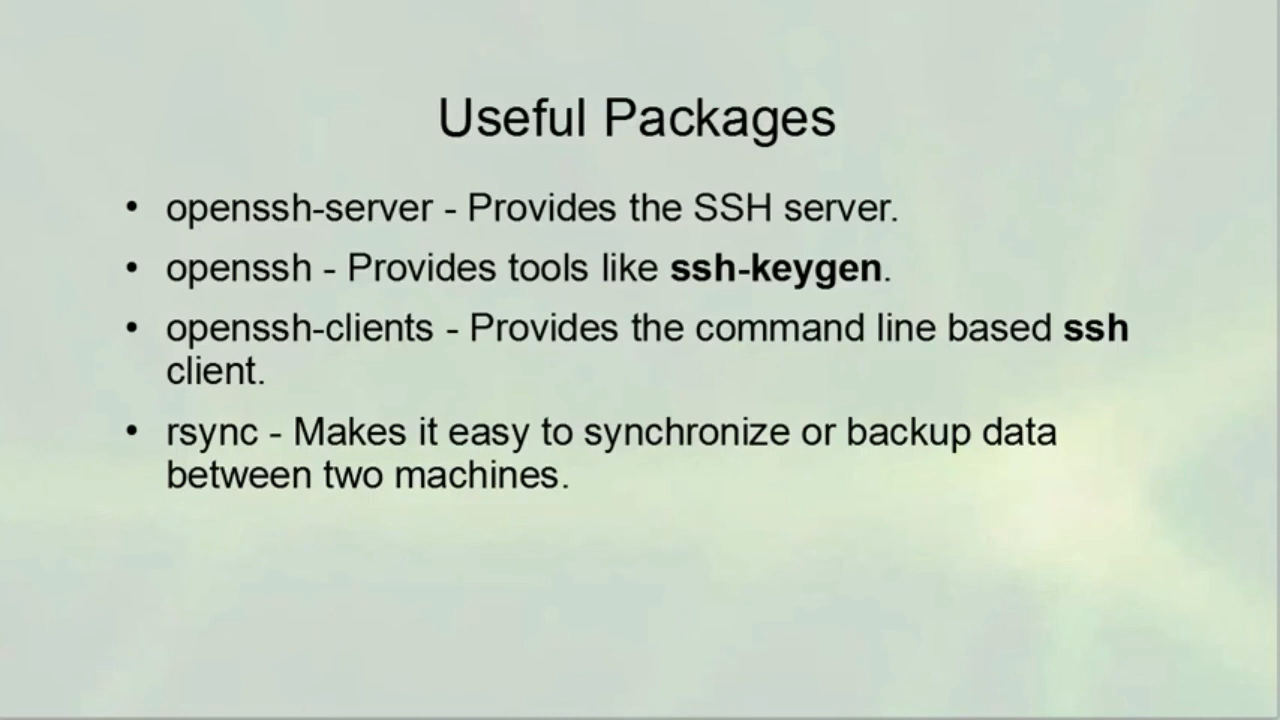 Useful Packages
• openssh-server - Provides the SSH server.
• openssh - Provides tools like ssh-keygen.
• openssh-clients - Provides the command line based ssh
client.
• rsync - Makes it easy to synchronize or backup data
between two machines.